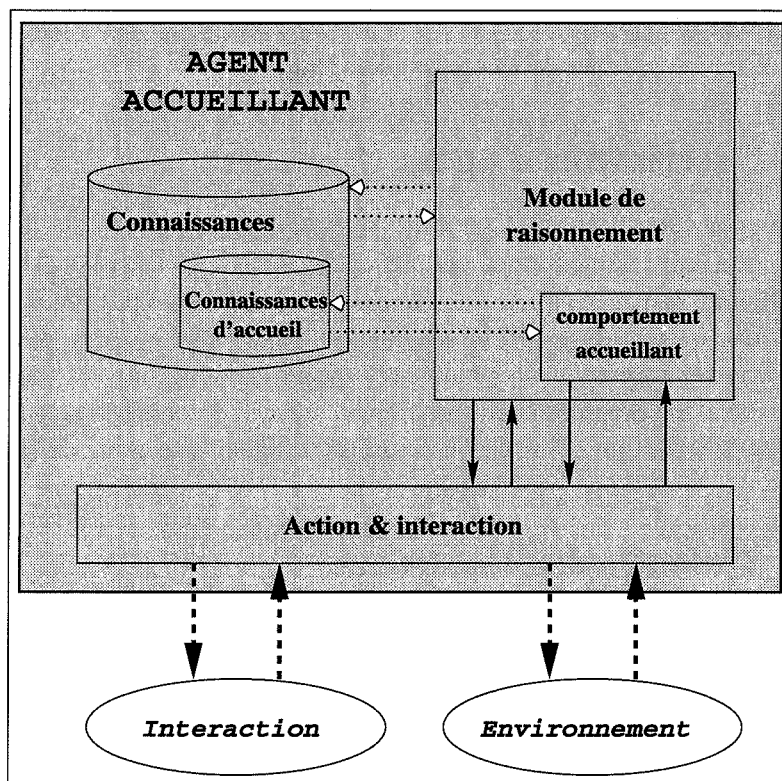 AGENT
ACCUEILLANT
Connaissances
Module de
raisonnement
Connaissances
d'accueil
comportement
accueillant
Action & interaction
Interaction
Environnement